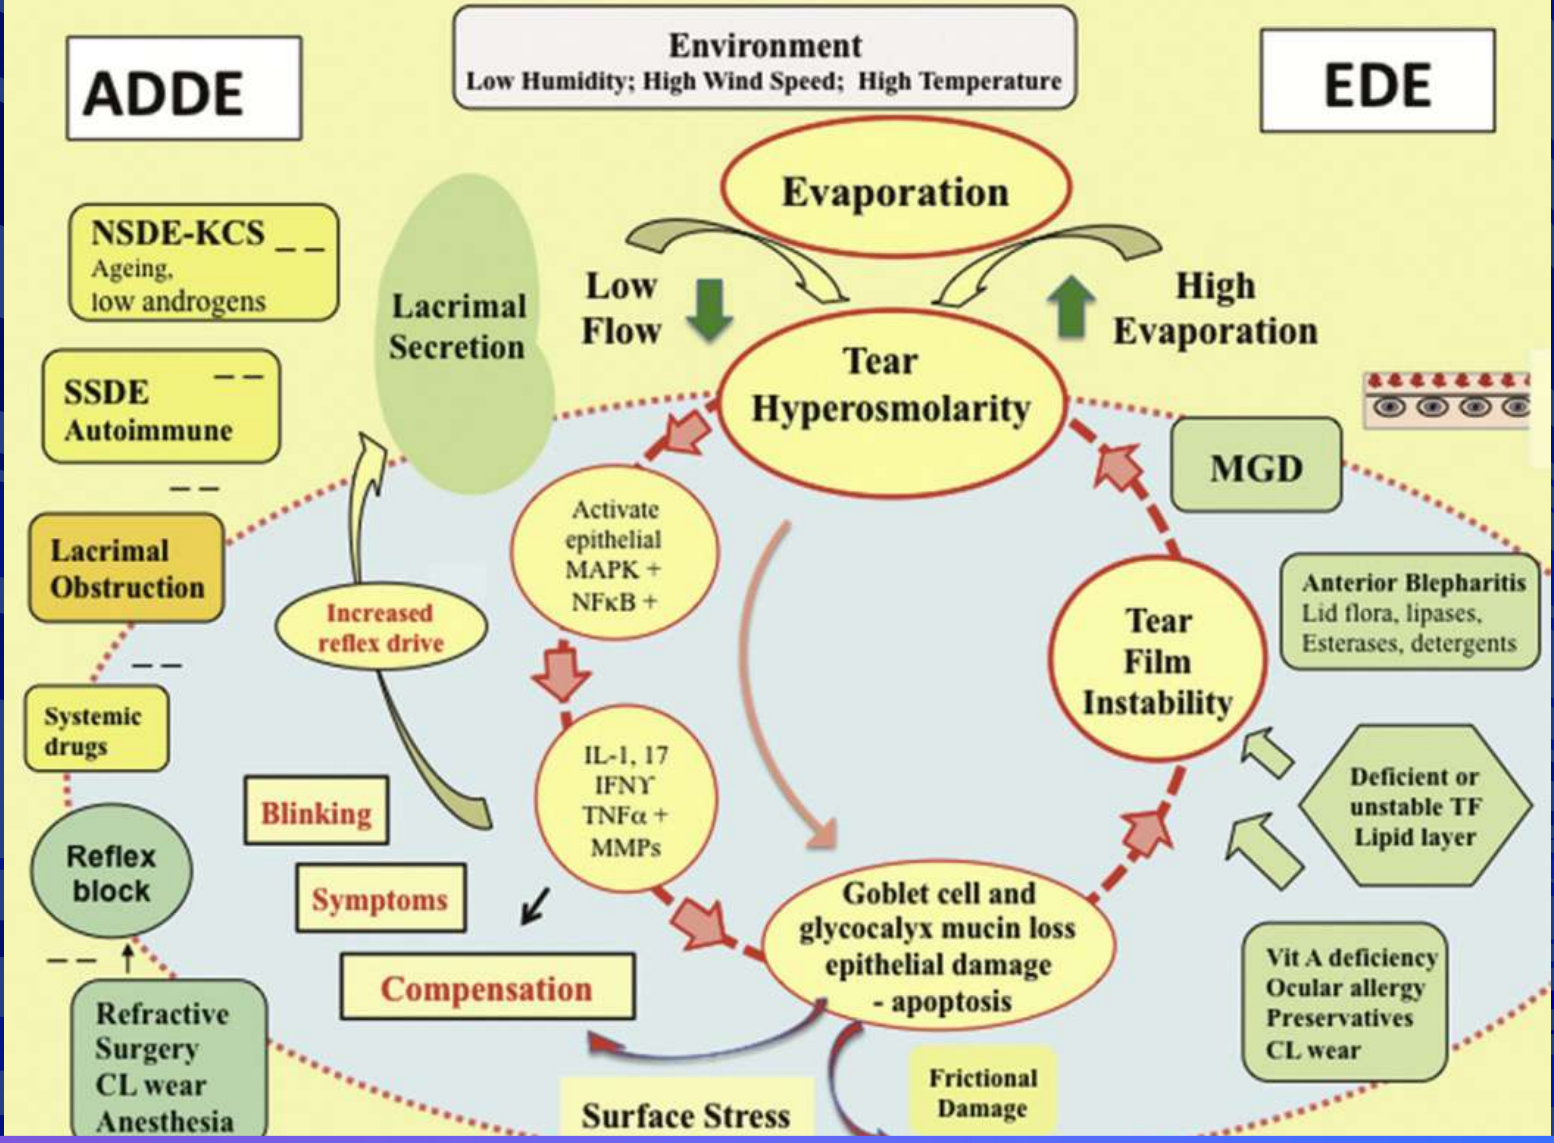 ADDE
Environment
Low Humidity; High Wind Speed; High Temperature
EDE
Evaporation
NSDE-KCS _ _
Ageing,
low androgens
Lacrimal
Secretion
Low
Flow
High
Evaporation
Tear
Hyperosmolarity
_ _
SSDE
Autoimmune
MGD
_ _
Lacrimal
Obstruction
Activate
epithelial
MAPK +
NFκB +
Increased
reflex drive
Tear
Film
Instability
Anterior Blepharitis
Lid flora, lipases,
Esterases, detergents
_ _
Systemic
drugs
IL-1, 17
IFNϒ
TNFα +
MMPs
Blinking
Deficient or
unstable TF
Lipid layer
Reflex
block
Symptoms
Goblet cell and
glycocalyx mucin loss
epithelial damage
- apoptosis
Compensation
_ _
Refractive
Surgery
CL wear
Anesthesia
Vit A deficiency
Ocular allergy
Preservatives
CL wear
Surface Stress
Frictional
Damage